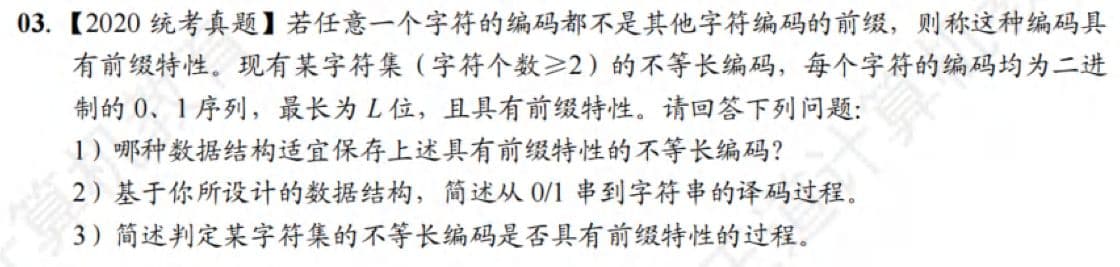 03.【2020 统考真题】若任意一个字符的编码都不是其他字符编码的前缀，则称这种编码具
有前缀特性。现有某字符集（字符个数≥2）的不等长编码，每个字符的编码均为二进
制的 0、1 序列，最长为 L 位，且具有前缀特性。请回答下列问题：
1）哪种数据结构适宜保存上述具有前缀特性的不等长编码？
2）基于你所设计的数据结构，简述从 0/1 串到字符串的译码过程。
3）简述判定某字符集的不等长编码是否具有前缀特性的过程。